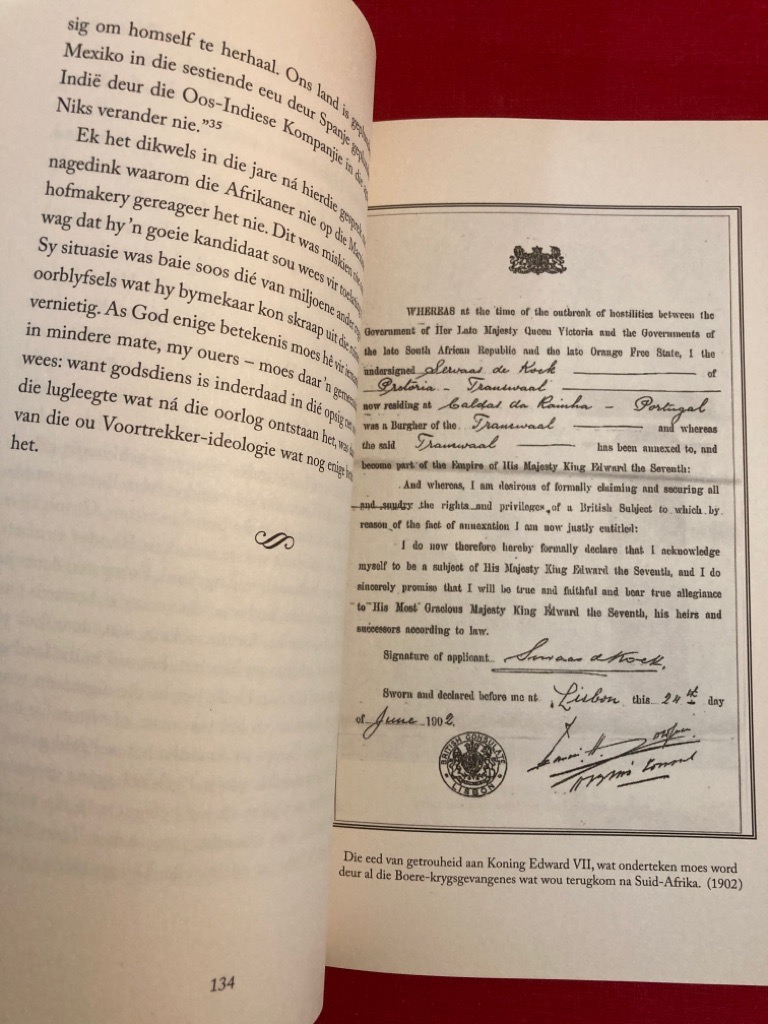 sig om homself te herhaal. Ons land is
Mexiko in die sestiende eeu deur Spanje
Indië deur die Oos-Indiese Kompanjie in die
Niks verander nie.”35
Ek het dikwels in die jare ná hierdie
nagedink waarom die Afrikaner nie op die
hofmakery gereageer het nie. Dit was miskien
wag dat hy ’n goeie kandidaat sou wees vir
Sy situasie was baie soos dié van miljoene ander
oorblyfsels wat hy bymekaar kon skraap uit die
vernietig. As God enige betekenis moes hê vir
in mindere mate, my ouers – moes daar ’n
wees: want godsdiens is inderdaad in dié opsig
die lugleegte wat ná die oorlog ontstaan het, was
van die ou Voortrekker-ideologie wat nog enige
het.
134
WHEREAS at the time of the outbreak of hostilities between the
Government of Her Late Majesty Queen Victoria and the Governments of
the late South African Republic and the late Orange Free State, I the
undersigned Servaas de Kock of
Pretoria - Transvaal
now residing at Caldas da Rainha - Portugal
was a Burgher of the Transvaal and whereas
the said Transvaal has been annexed to, and
become part of the Empire of His Majesty King Edward the Seventh:
And whereas, I am desirous of formally claiming and securing all
and sundry the rights and privileges of a British Subject to which by
reason of the fact of annexation I am now justly entitled:
I do now therefore hereby formally declare that I acknowledge
myself to be a subject of His Majesty King Edward the Seventh, and I do
sincerely promise that I will be true and faithful and bear true allegiance
to His Most Gracious Majesty King Edward the Seventh, his heirs and
successors according to law.
Signature of applicant Servaas d Kock.
Sworn and declared before me at Lisbon this 24th day
of June 1902.
BRITISH CONSULATE
LISBON
Consul
Die eed van getrouheid aan Koning Edward VII, wat onderteken moes word
deur al die Boere-krygsgevangenes wat wou terugkom na Suid-Afrika. (1902)